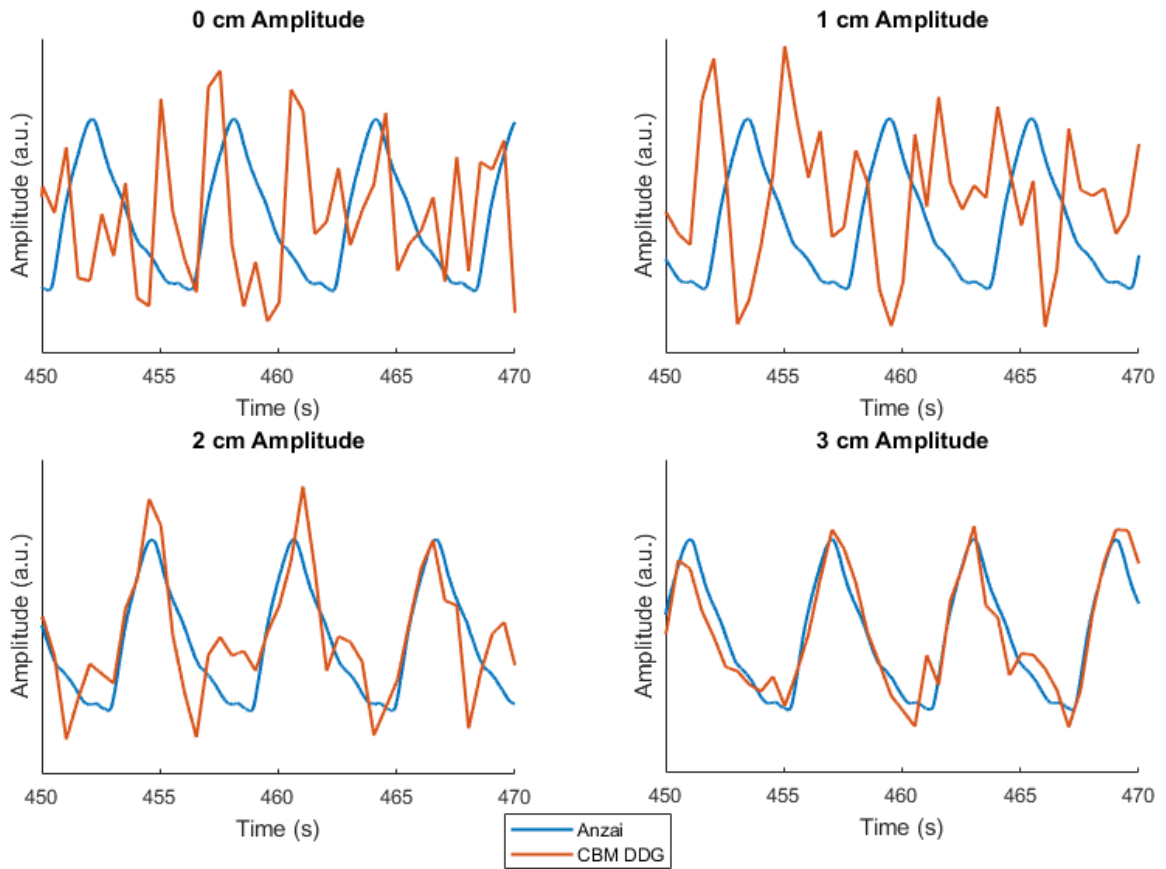 0 cm Amplitude
Amplitude (a.u.)
450 455 460 465 470
Time (s)
1 cm Amplitude
Amplitude (a.u.)
450 455 460 465 470
Time (s)
2 cm Amplitude
Amplitude (a.u.)
450 455 460 465 470
Time (s)
3 cm Amplitude
Amplitude (a.u.)
450 455 460 465 470
Time (s)
Anzai
CBM DDG